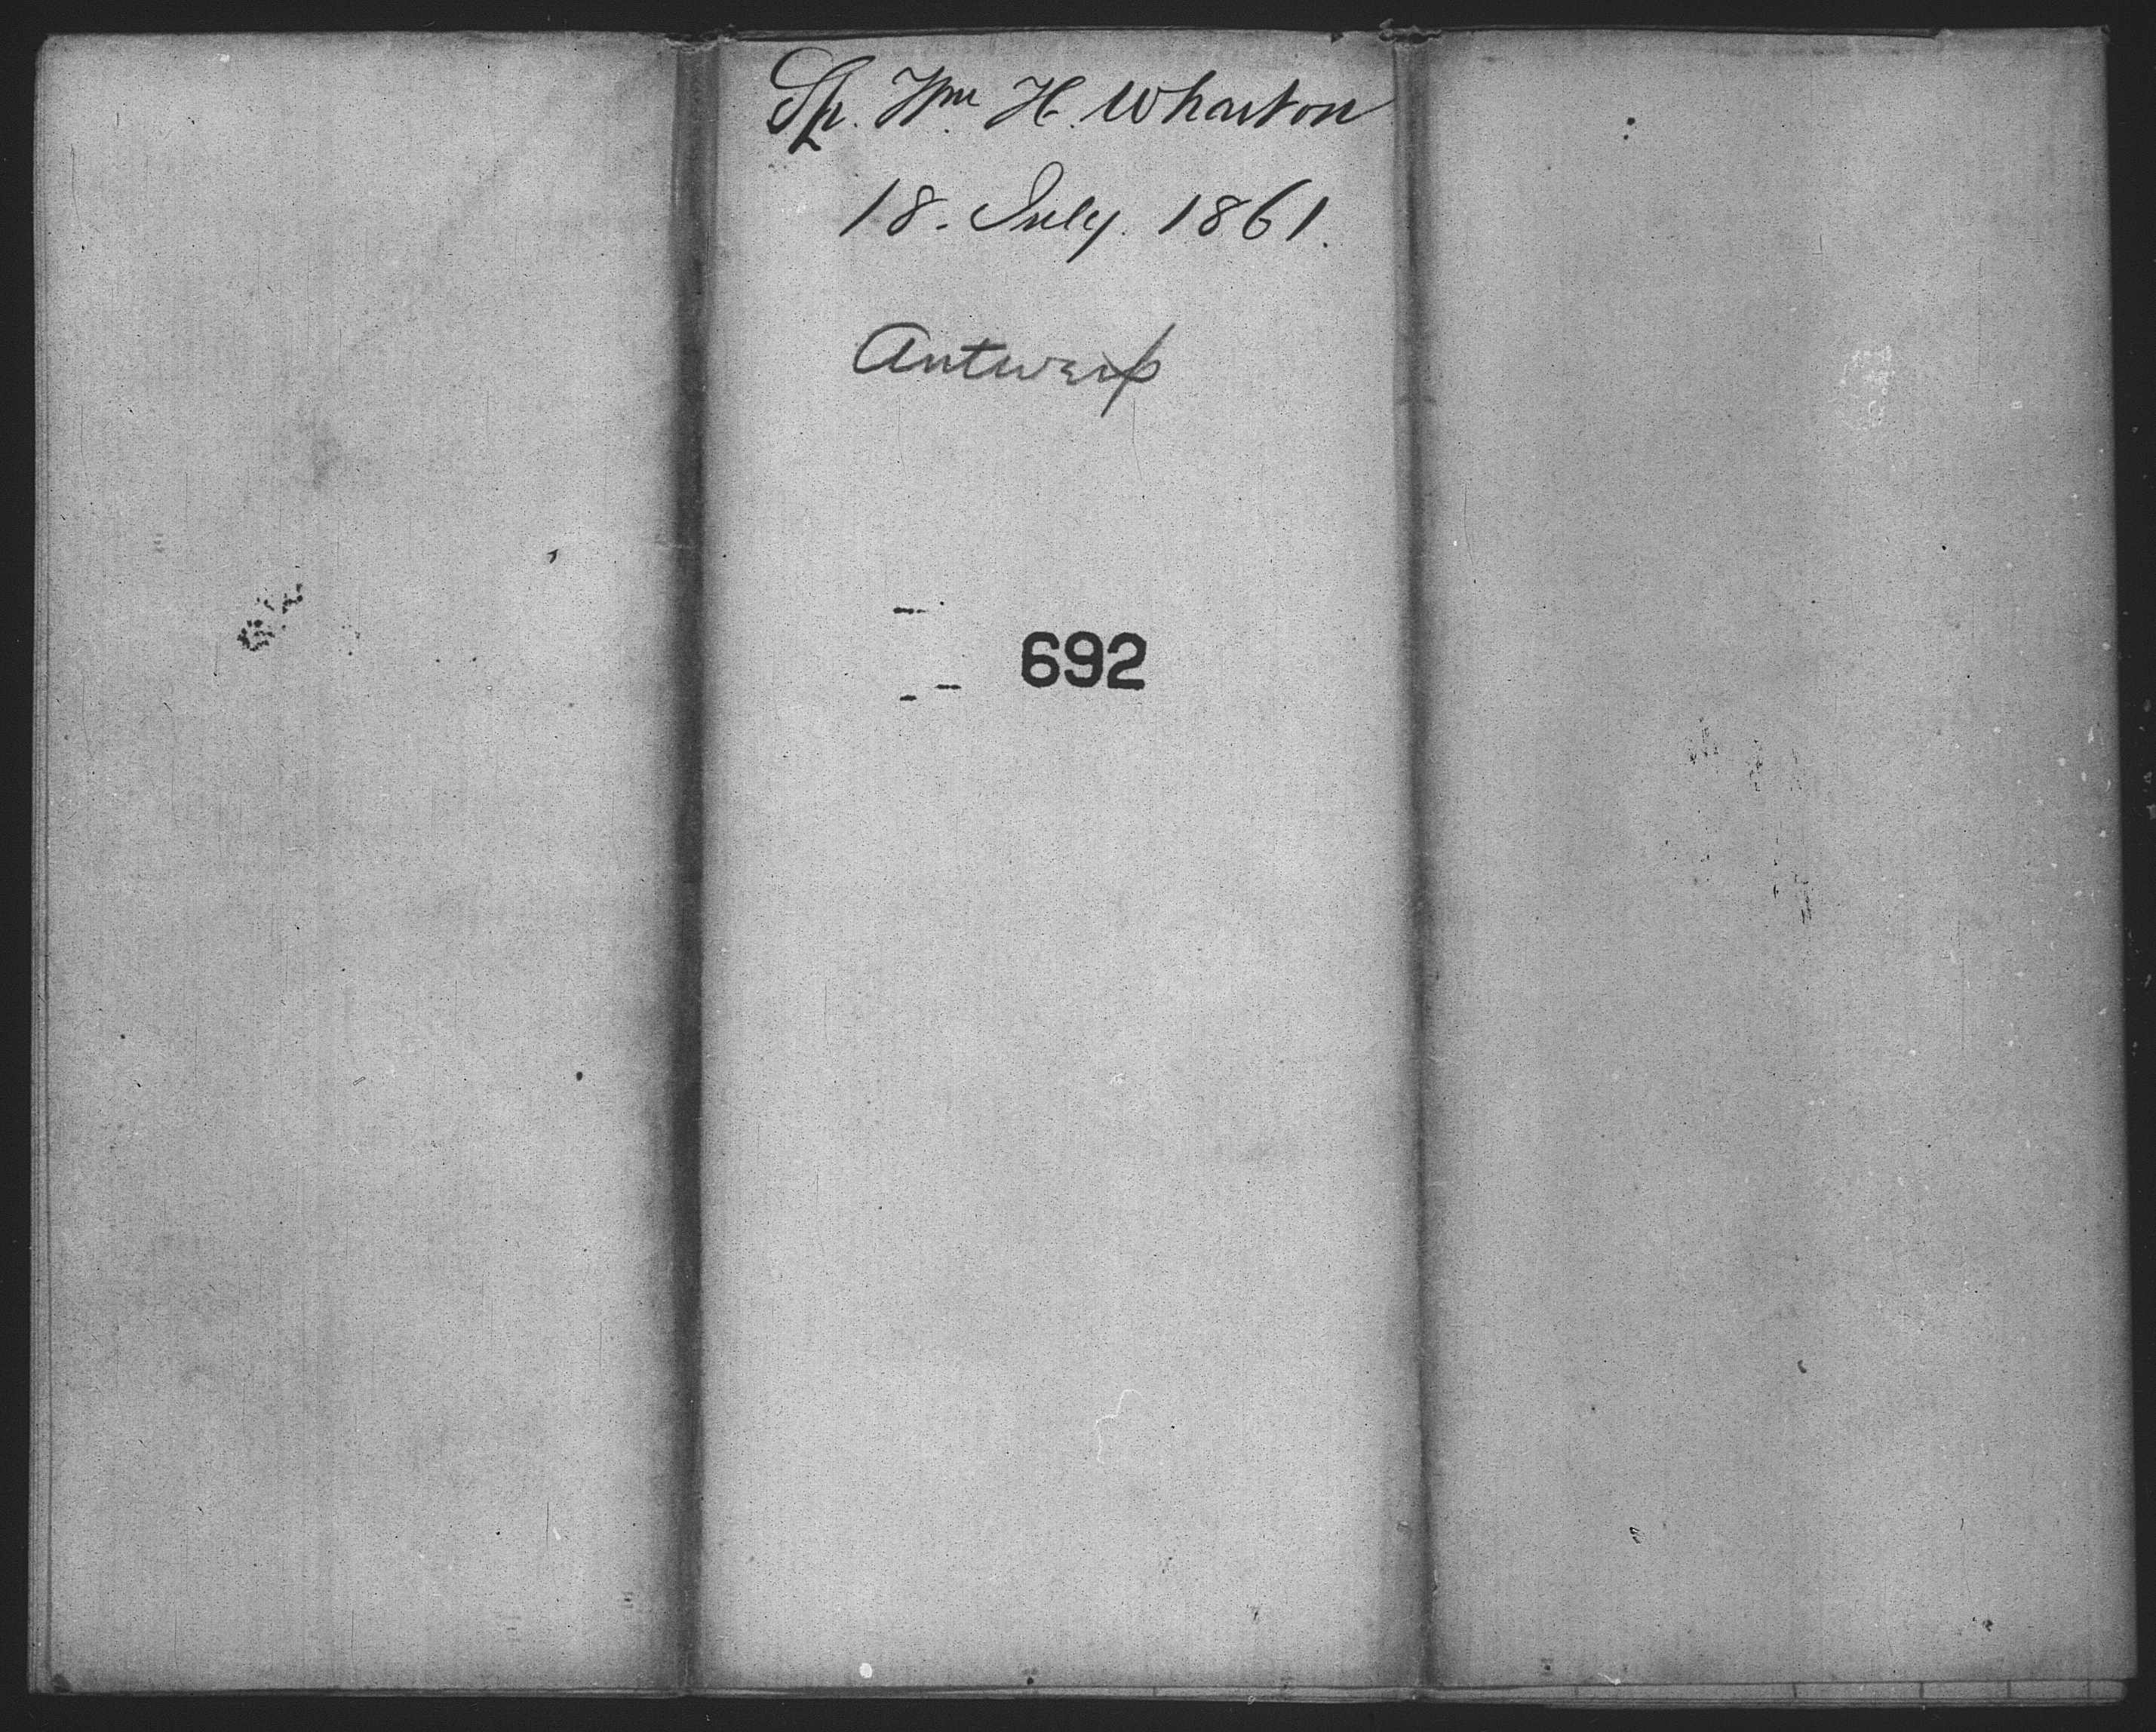 Sp. Wm. H. Wharton
18. July. 1861.
Antwerp
692